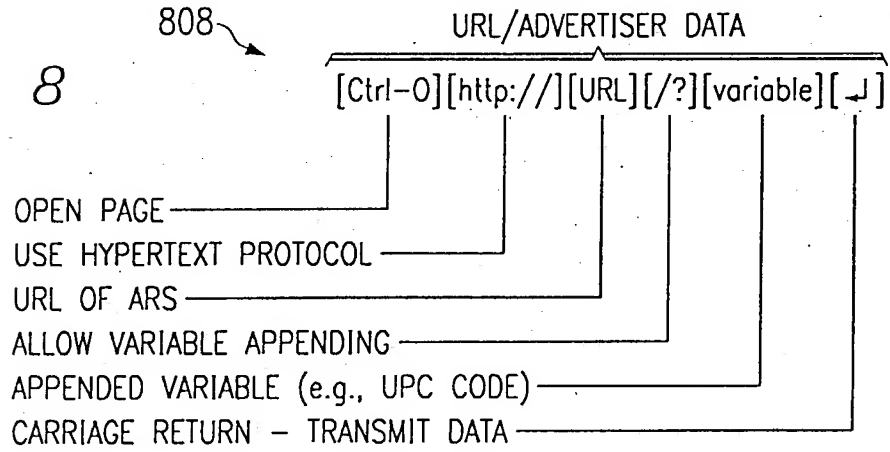 808
URL/ADVERTISER DATA
8
[Ctrl-O][http://][URL][/?][variable][↵]
OPEN PAGE
USE HYPERTEXT PROTOCOL
URL OF ARS
ALLOW VARIABLE APPENDING
APPENDED VARIABLE (e.g., UPC CODE)
CARRIAGE RETURN – TRANSMIT DATA